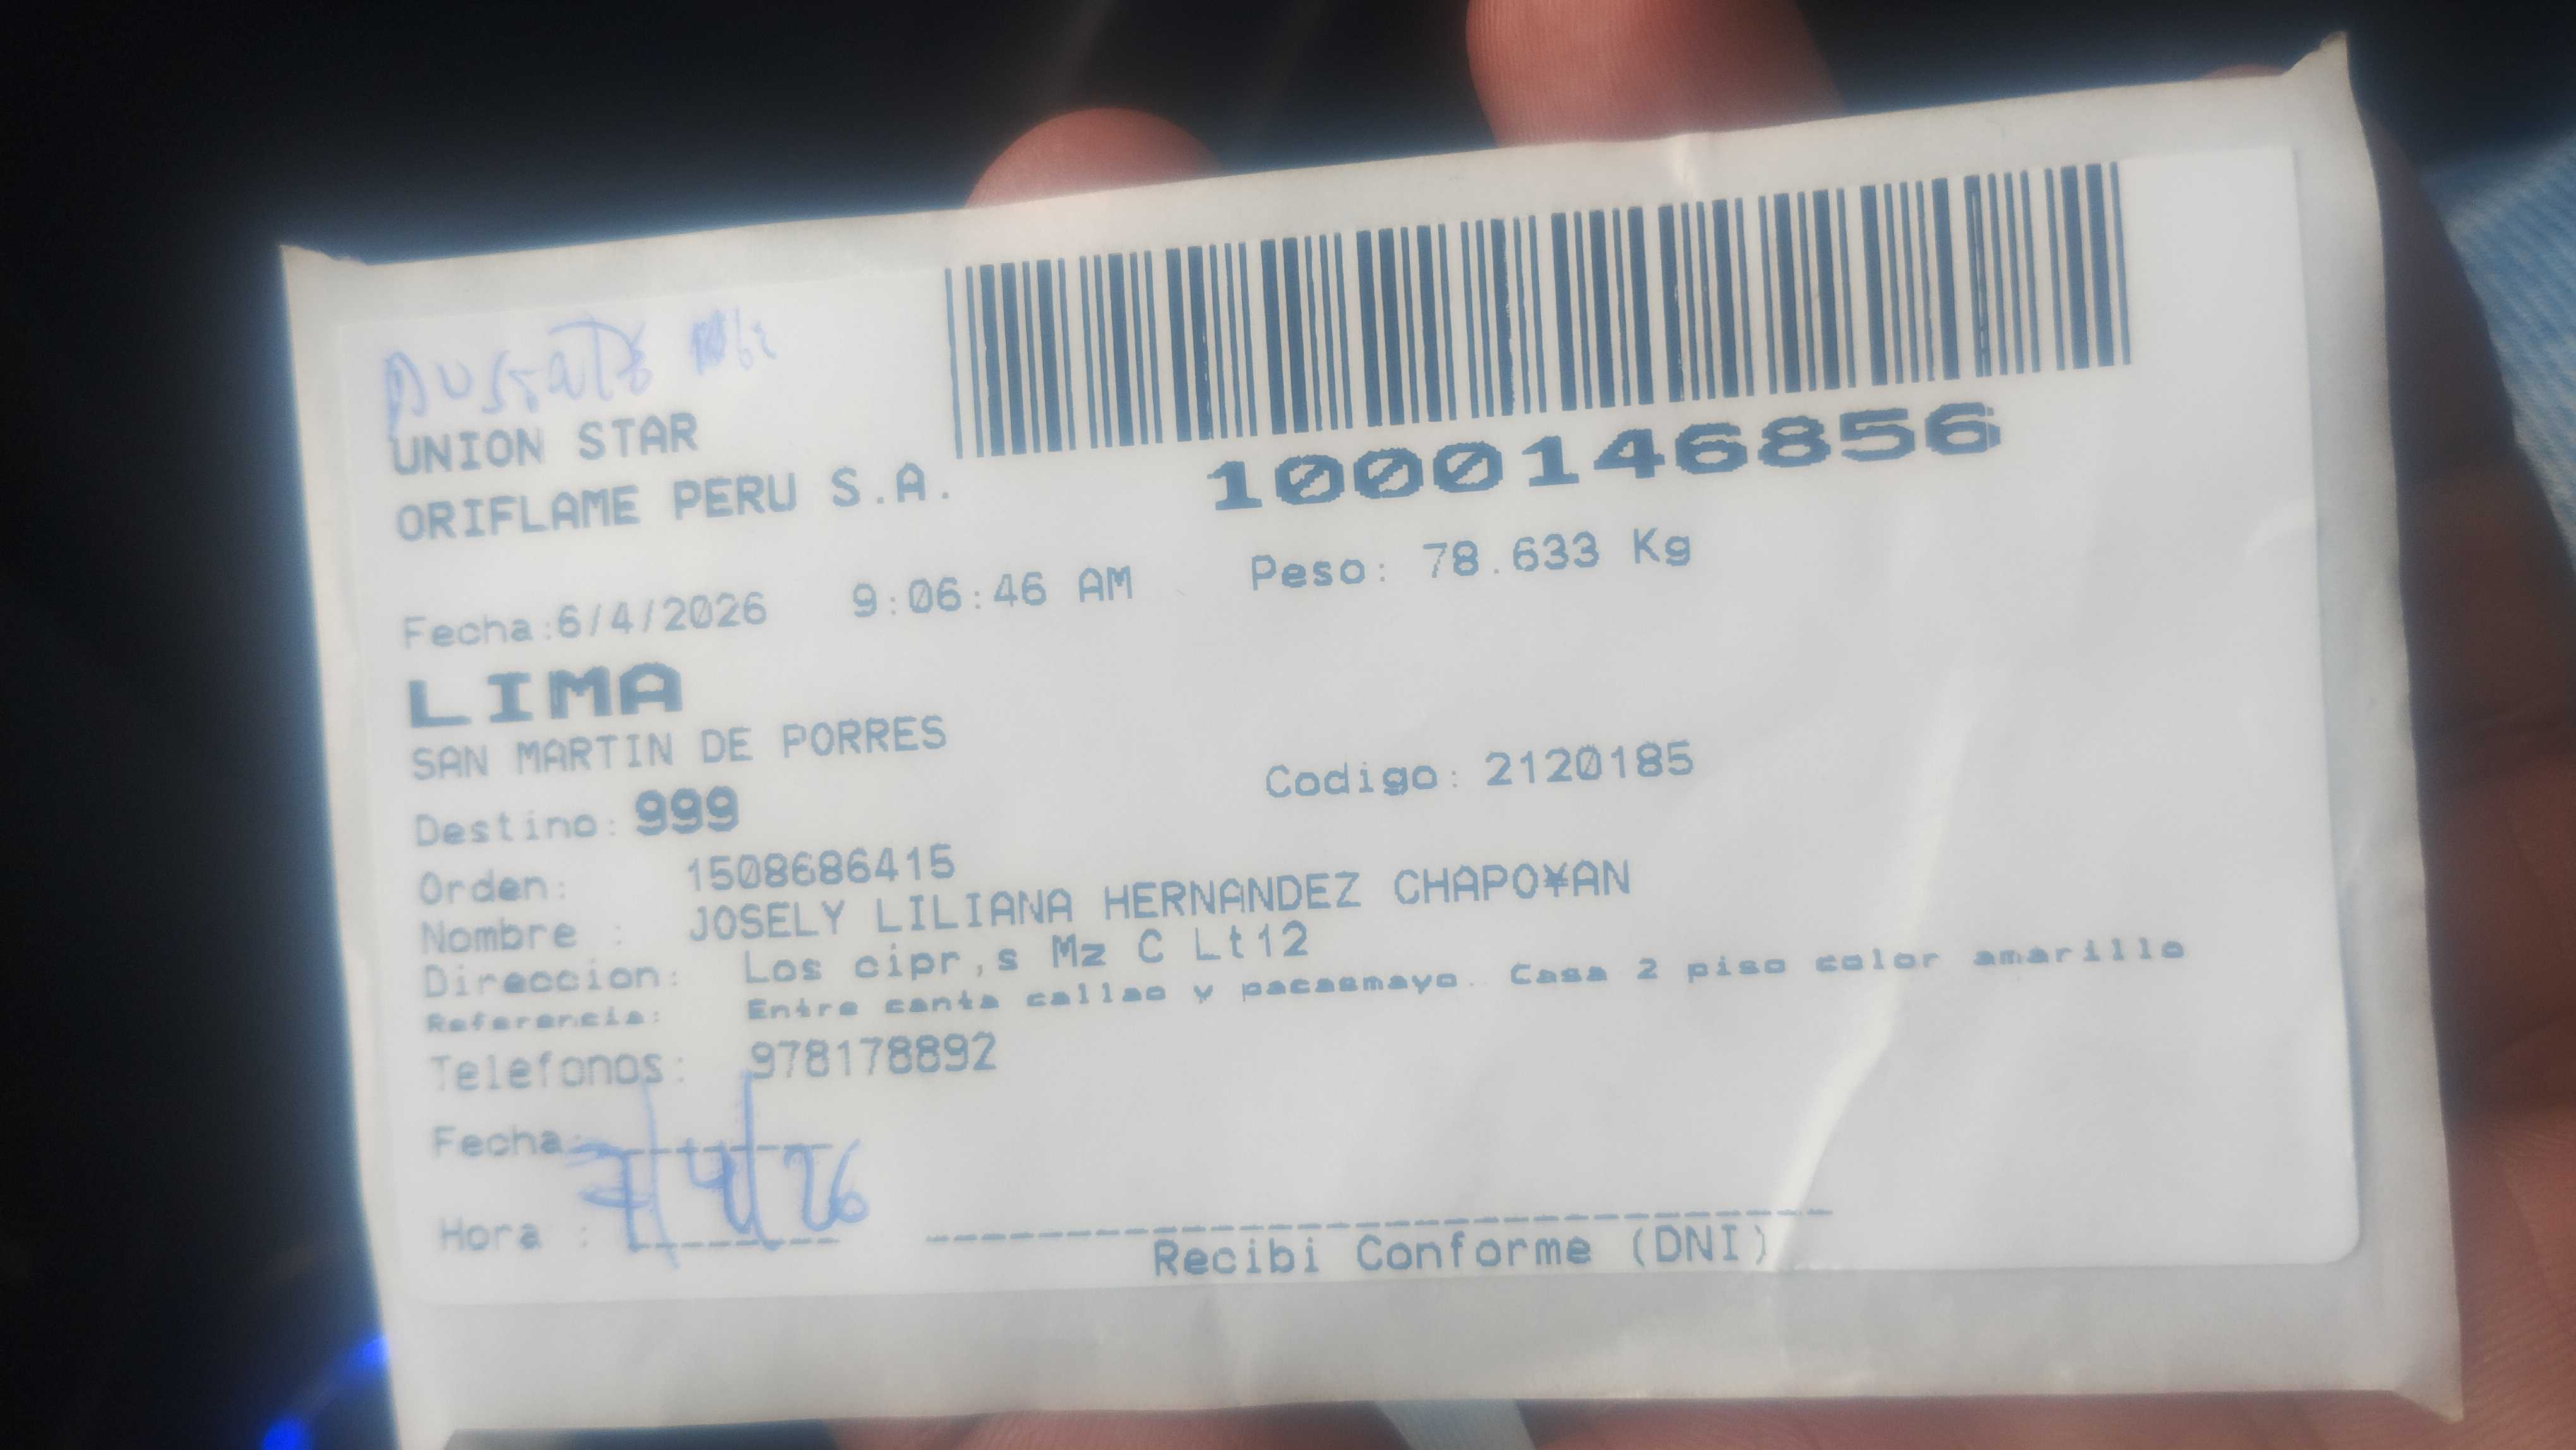 UNION STAR
ORIFLAME PERU S.A.
1000146856
Fecha:6/4/2026 9:06:46 AM Peso: 78.633 Kg
LIMA
SAN MARTIN DE PORRES
Destino: 999 Codigo: 2120185
Orden: 1508686415
Nombre : JOSELY LILIANA HERNANDEZ CHAPO¥AN
Direccion: Los cipr,s Mz C Lt12
Referencia: Entre canta callao y pacasmayo. Casa 2 piso color amarillo
Telefonos: 978178892
Fecha: 7/4/26
Hora :
Recibi Conforme (DNI)